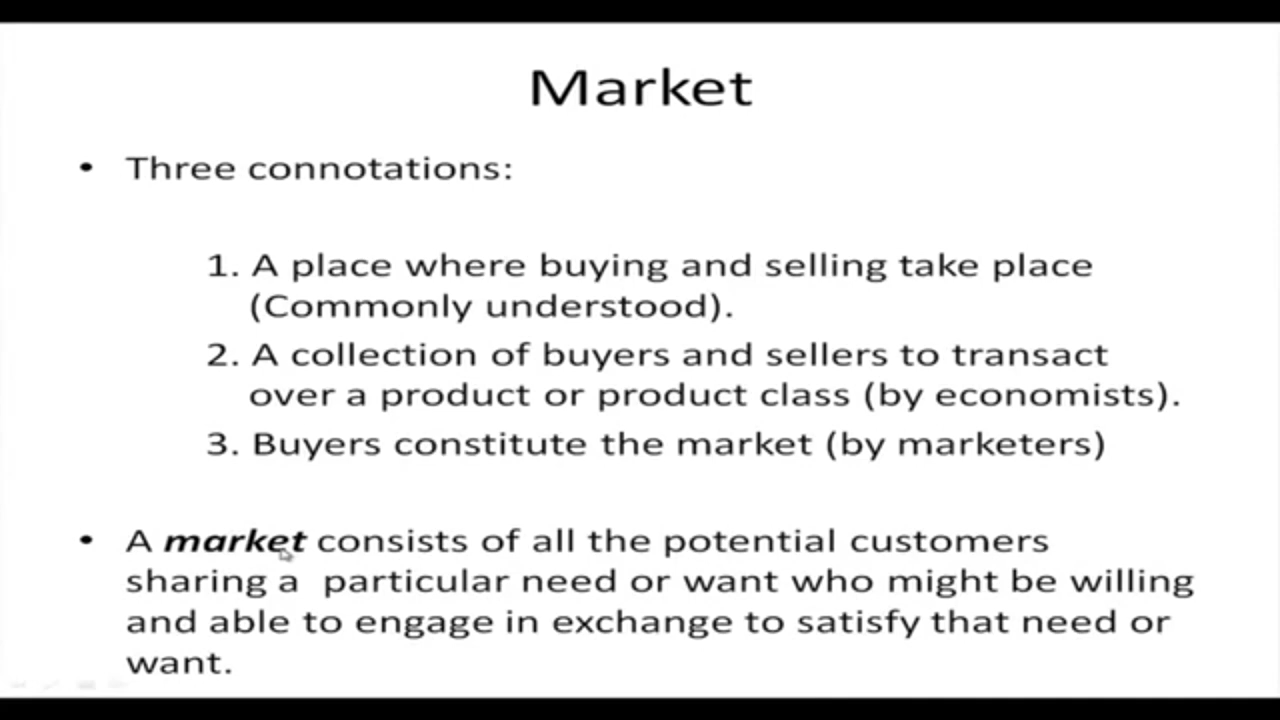 Market
• Three connotations:
1. A place where buying and selling take place
(Commonly understood).
2. A collection of buyers and sellers to transact
over a product or product class (by economists).
3. Buyers constitute the market (by marketers)
• A market consists of all the potential customers
sharing a particular need or want who might be willing
and able to engage in exchange to satisfy that need or
want.